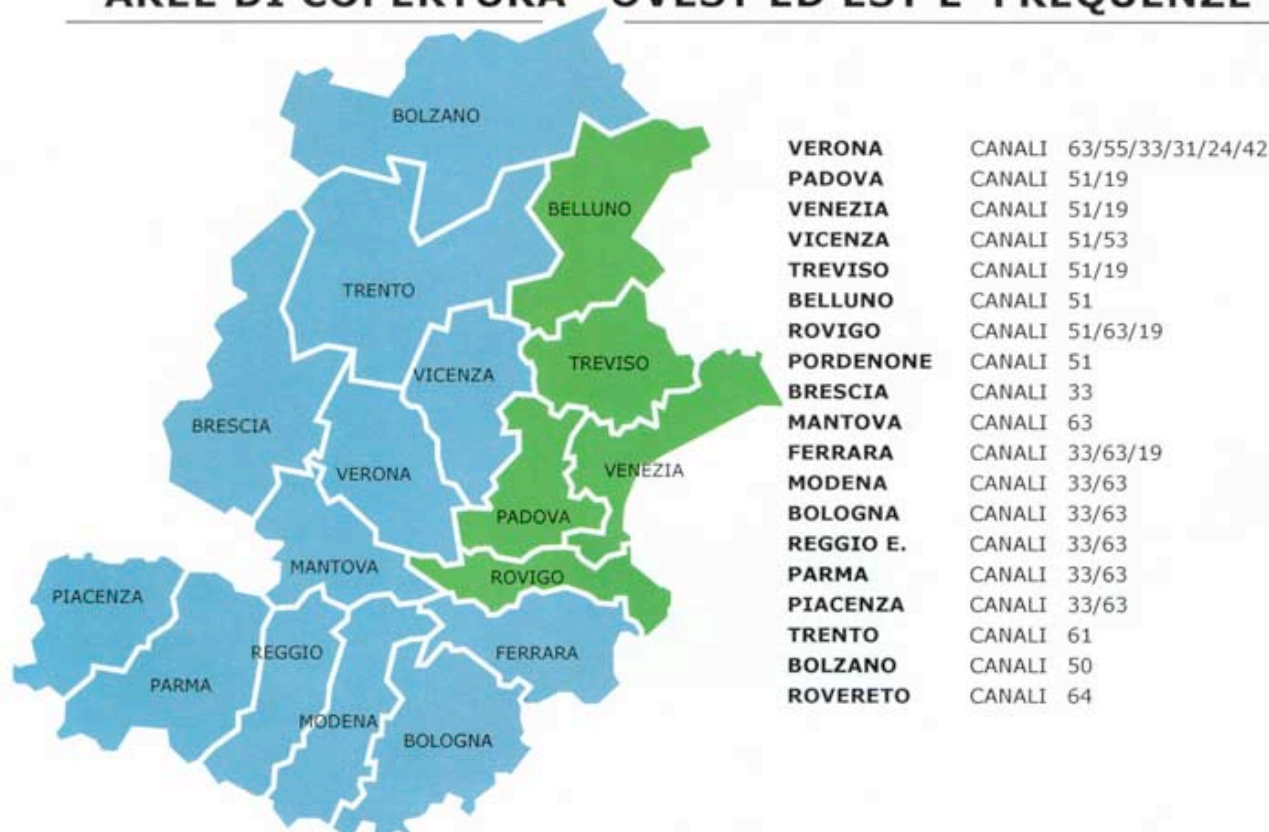 AREE DI COPERTURA OVEST ED EST E FREQUENZE
BOLZANO
BELLUNO
TRENTO
TREVISO
VICENZA
BRESCIA
VERONA
VENEZIA
PADOVA
MANTOVA
ROVIGO
PIACENZA
REGGIO
FERRARA
PARMA
MODENA
BOLOGNA
VERONA CANALI 63/55/33/31/24/42
PADOVA CANALI 51/19
VENEZIA CANALI 51/19
VICENZA CANALI 51/53
TREVISO CANALI 51/19
BELLUNO CANALI 51
ROVIGO CANALI 51/63/19
PORDENONE CANALI 51
BRESCIA CANALI 33
MANTOVA CANALI 63
FERRARA CANALI 33/63/19
MODENA CANALI 33/63
BOLOGNA CANALI 33/63
REGGIO E. CANALI 33/63
PARMA CANALI 33/63
PIACENZA CANALI 33/63
TRENTO CANALI 61
BOLZANO CANALI 50
ROVERETO CANALI 64